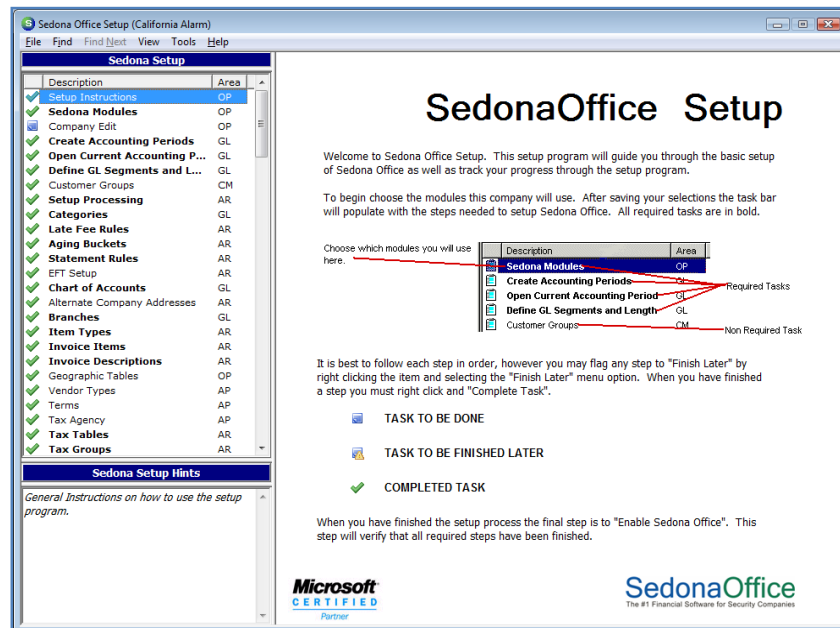 Sedona Office Setup (California Alarm)
File Find Find Next View Tools Help
Sedona Setup
Description Area
Setup Instructions OP
Sedona Modules OP
Company Edit OP
Create Accounting Periods GL
Open Current Accounting P... GL
Define GL Segments and L... GL
Customer Groups CM
Setup Processing AR
Categories GL
Late Fee Rules AR
Aging Buckets AR
Statement Rules AR
EFT Setup AR
Chart of Accounts GL
Alternate Company Addresses AR
Branches GL
Item Types AR
Invoice Items AR
Invoice Descriptions AR
Geographic Tables OP
Vendor Types AP
Terms AP
Tax Agency AP
Tax Tables AR
Tax Groups AR
Sedona Setup Hints
General Instructions on how to use the setup
program.
SedonaOffice Setup
Welcome to Sedona Office Setup. This setup program will guide you through the basic setup
of Sedona Office as well as track your progress through the setup program.
To begin choose the modules this company will use. After saving your selections the task bar
will populate with the steps needed to setup Sedona Office. All required tasks are in bold.
Choose which modules you will use
here.
Description Area
Sedona Modules OP
Create Accounting Periods GL
Open Current Accounting Period GL
Define GL Segments and Length GL
Customer Groups CM
Required Tasks
Non Required Task
It is best to follow each step in order, however you may flag any step to "Finish Later" by
right clicking the item and selecting the "Finish Later" menu option. When you have finished
a step you must right click and "Complete Task".
TASK TO BE DONE
TASK TO BE FINISHED LATER
COMPLETED TASK
When you have finished the setup process the final step is to "Enable Sedona Office". This
step will verify that all required steps have been finished.
Microsoft
CERTIFIED
Partner
SedonaOffice
The #1 Financial Software for Security Companies